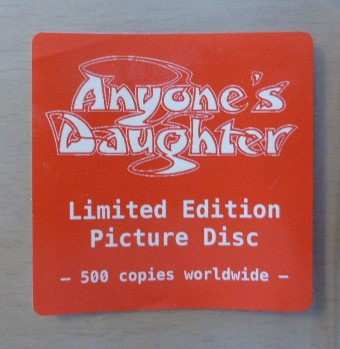 Anyone's
Daughter
Limited Edition
Picture Disc
– 500 copies worldwide –